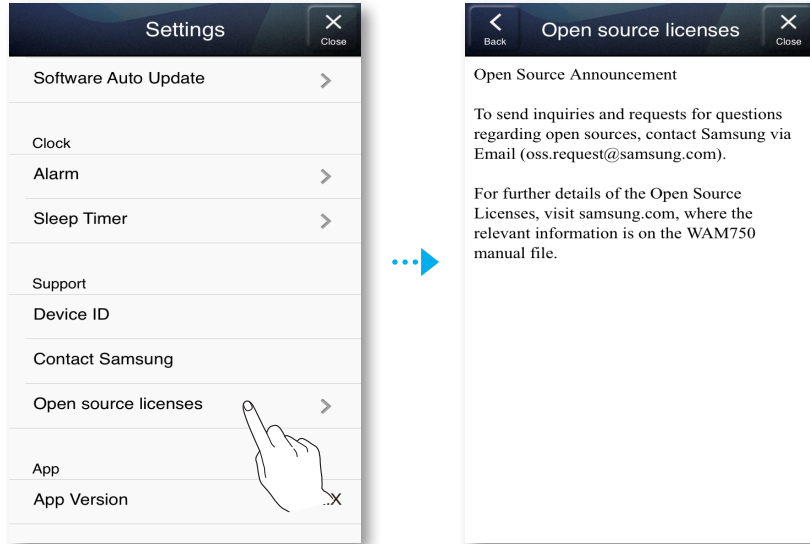 Settings
Close
Software Auto Update
Clock
Alarm
Sleep Timer
Support
Device ID
Contact Samsung
Open source licenses
App
App Version
Back
Open source licenses
Close
Open Source Announcement
To send inquiries and requests for questions
regarding open sources, contact Samsung via
Email (oss.request@samsung.com).
For further details of the Open Source
Licenses, visit samsung.com, where the
relevant information is on the WAM750
manual file.